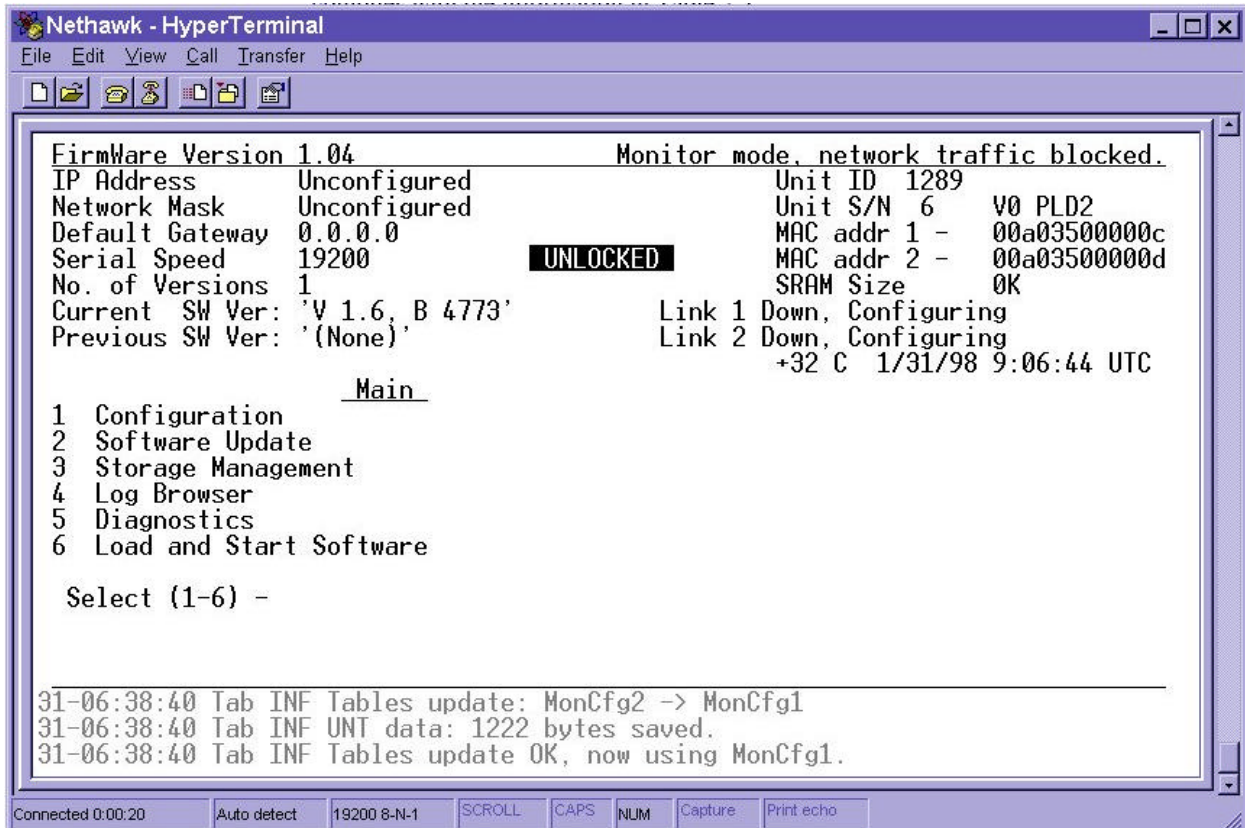 Nethawk - HyperTerminal
File Edit View Call Transfer Help
FirmWare Version 1.04 Monitor mode, network traffic blocked.
IP Address Unconfigured Unit ID 1289
Network Mask Unconfigured Unit S/N 6 V0 PLD2
Default Gateway 0.0.0.0 MAC addr 1 - 00a03500000c
Serial Speed 19200 UNLOCKED MAC addr 2 - 00a03500000d
No. of Versions 1 SRAM Size 0K
Current SW Ver: 'V 1.6, B 4773' Link 1 Down, Configuring
Previous SW Ver: '(None)' Link 2 Down, Configuring
+32 C 1/31/98 9:06:44 UTC
Main
1 Configuration
2 Software Update
3 Storage Management
4 Log Browser
5 Diagnostics
6 Load and Start Software
Select (1-6) -
31-06:38:40 Tab INF Tables update: MonCfg2 -> MonCfg1
31-06:38:40 Tab INF UNT data: 1222 bytes saved.
31-06:38:40 Tab INF Tables update OK, now using MonCfg1.
Connected 0:00:20 Auto detect 19200 8-N-1 SCROLL CAPS NUM Capture Print echo